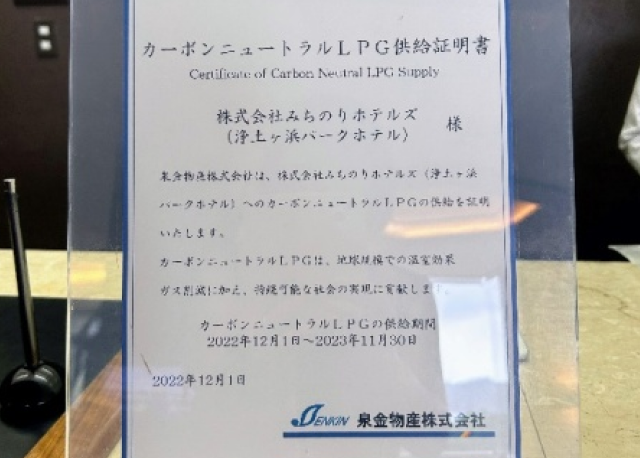 カーボンニュートラルLPG供給証明書
Certificate of Carbon Neutral LPG Supply
株式会社みちのりホテルズ
(浄土ヶ浜パークホテル) 様
泉金物産株式会社は、株式会社みちのりホテルズ(浄土ヶ浜
パークホテル)へのカーボンニュートラルLPGの供給を証明
いたします。
カーボンニュートラルLPGは、地球規模での温室効果
ガス削減に加え、持続可能な社会の実現に貢献します。
カーボンニュートラルLPGの供給期間
2022年12月1日～2023年11月30日
2022年12月1日
SENKIN 泉金物産株式会社